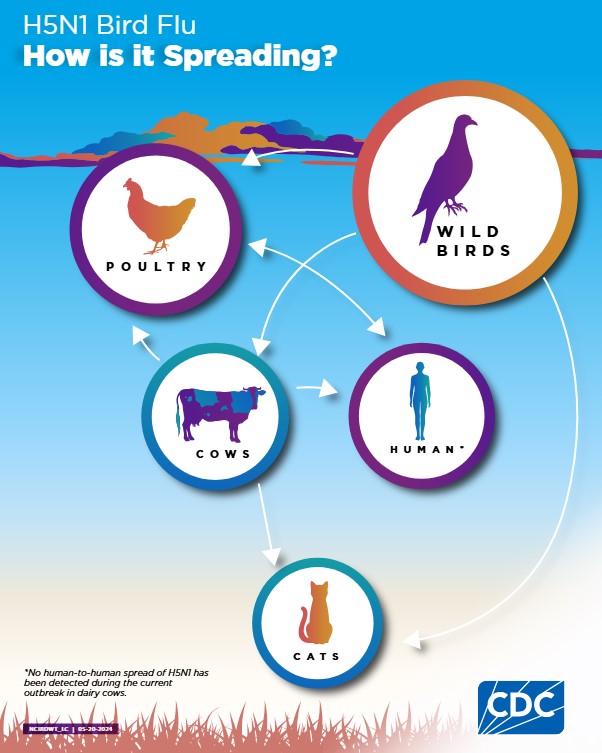 H5N1 Bird Flu
How is it Spreading?
WILD
BIRDS
POULTRY
COWS
HUMAN*
CATS
*No human-to-human spread of H5N1 has
been detected during the current
outbreak in dairy cows.
NCIRDWT_LC | 05-20-2024
CDC